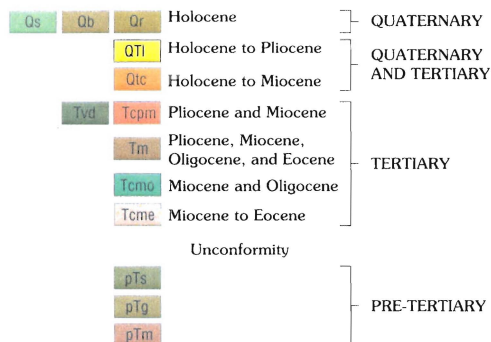 Qs Qb Qr Holocene QUATERNARY
QTl Holocene to Pliocene QUATERNARY
AND TERTIARY
Qtc Holocene to Miocene
Tvd Tcpm Pliocene and Miocene
Tm Pliocene, Miocene,
Oligocene, and Eocene
TERTIARY
Tcmo Miocene and Oligocene
Tcme Miocene to Eocene
Unconformity
pTs
pTg PRE-TERTIARY
pTm